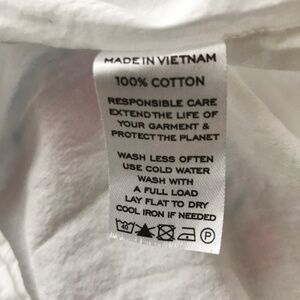 MADE IN VIETNAM
100% COTTON
RESPONSIBLE CARE
EXTEND THE LIFE OF
YOUR GARMENT &
PROTECT THE PLANET
WASH LESS OFTEN
USE COLD WATER
WASH WITH
A FULL LOAD
LAY FLAT TO DRY
COOL IRON IF NEEDED
40 P